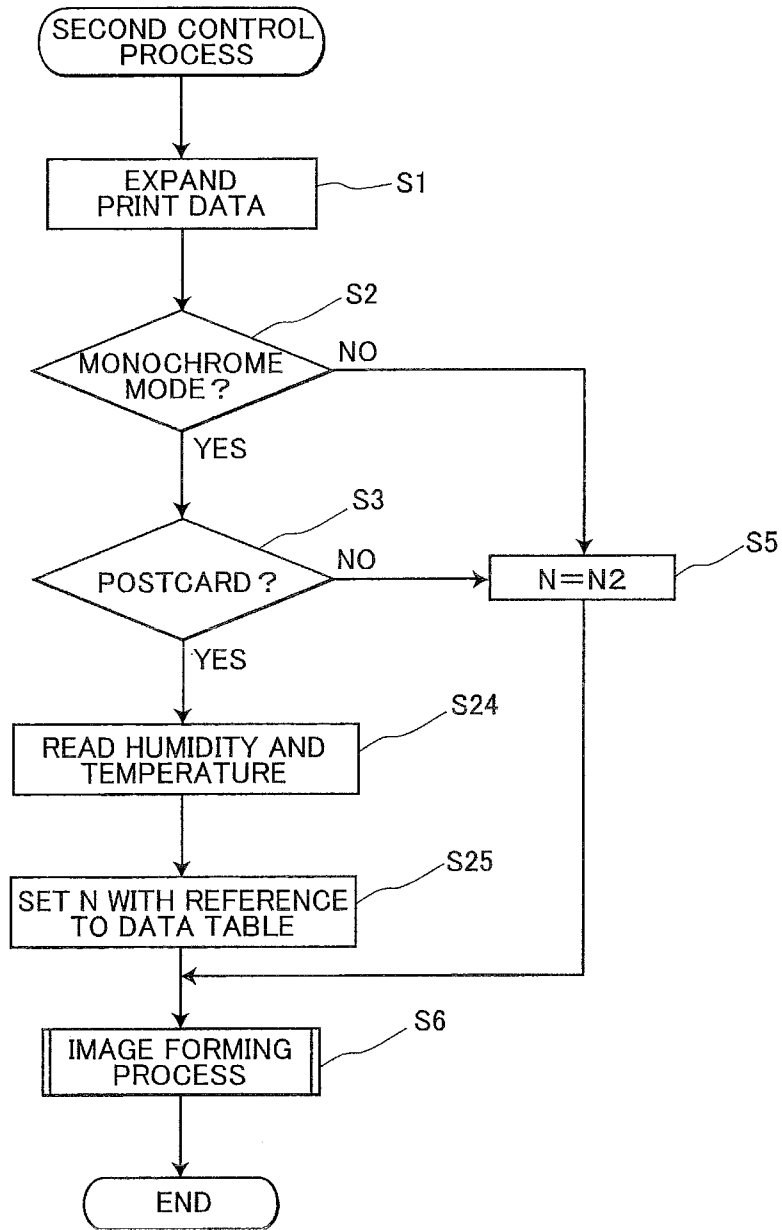 SECOND CONTROL
PROCESS
EXPAND
PRINT DATA
S1
S2
MONOCHROME
MODE?
NO
YES
S3
POSTCARD?
NO
S5
N=N2
YES
S24
READ HUMIDITY AND
TEMPERATURE
S25
SET N WITH REFERENCE
TO DATA TABLE
S6
IMAGE FORMING
PROCESS
END